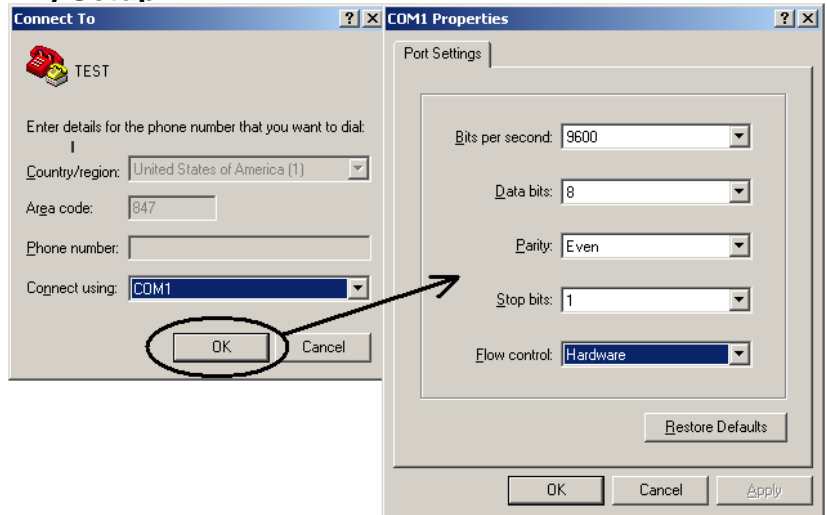 Connect To
TEST
Enter details for the phone number that you want to dial:
Country/region: United States of America (1)
Area code: 847
Phone number:
Connect using: COM1
OK Cancel
COM1 Properties
Port Settings
Bits per second: 9600
Data bits: 8
Parity: Even
Stop bits: 1
Flow control: Hardware
Restore Defaults
OK Cancel Apply